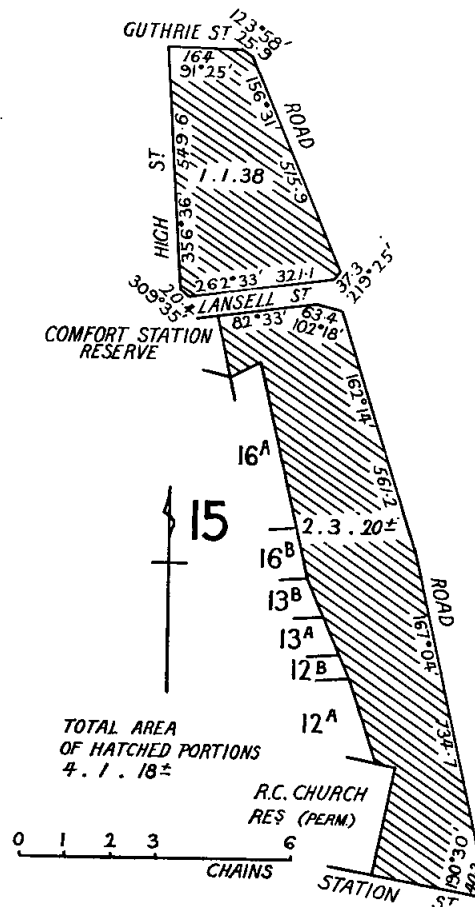 GUTHRIE ST
123°58'
25.9
164
91°25'
156°31'
ROAD
515.9
HIGH ST
549.6
356°36'
1.1.38
262°33' 321.1
37.3
219°25'
309°35'
LANSELL ST
82°33'
63.4
102°18'
COMFORT STATION
RESERVE
162°14'
561.2
16A
15
2.3.20±
16B
13B
13A
12B
12A
ROAD
167°04'
734.7
TOTAL AREA
OF HATCHED PORTIONS
4.1.18±
R.C. CHURCH
RES (PERM.)
190°30'
0 1 2 3 6
CHAINS
STATION ST